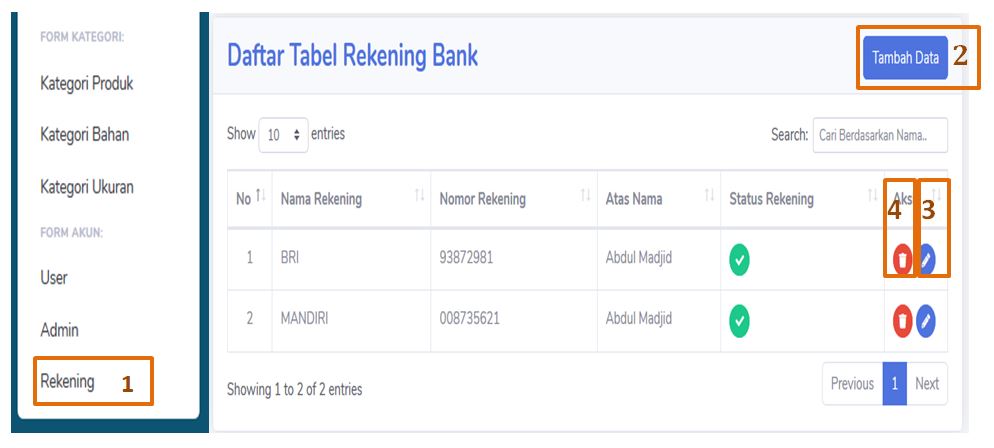 FORM KATEGORI:
Kategori Produk
Kategori Bahan
Kategori Ukuran
FORM AKUN:
User
Admin
Rekening 1
Daftar Tabel Rekening Bank
Tambah Data 2
Show 10 entries
Search: Cari Berdasarkan Nama..
No Nama Rekening Nomor Rekening Atas Nama Status Rekening Aks 4 3
1 BRI 93872981 Abdul Madjid
2 MANDIRI 008735621 Abdul Madjid
Showing 1 to 2 of 2 entries
Previous 1 Next